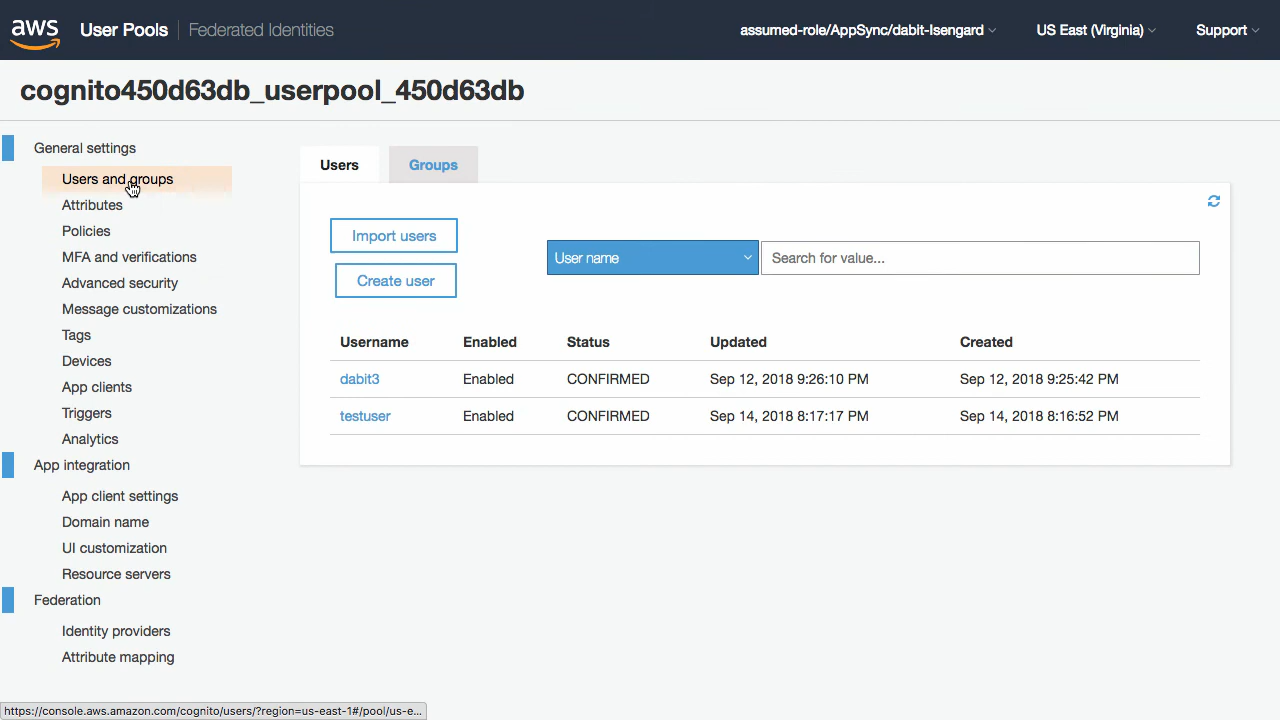 aws User Pools Federated Identities assumed-role/AppSync/dabit-Isengard US East (Virginia) Support
cognito450d63db_userpool_450d63db
General settings
Users and groups
Attributes
Policies
MFA and verifications
Advanced security
Message customizations
Tags
Devices
App clients
Triggers
Analytics
App integration
App client settings
Domain name
UI customization
Resource servers
Federation
Identity providers
Attribute mapping
Users Groups
Import users
Create user
User name Search for value...
Username Enabled Status Updated Created
dabit3 Enabled CONFIRMED Sep 12, 2018 9:26:10 PM Sep 12, 2018 9:25:42 PM
testuser Enabled CONFIRMED Sep 14, 2018 8:17:17 PM Sep 14, 2018 8:16:52 PM
https://console.aws.amazon.com/cognito/users/?region=us-east-1#/pool/us-e...